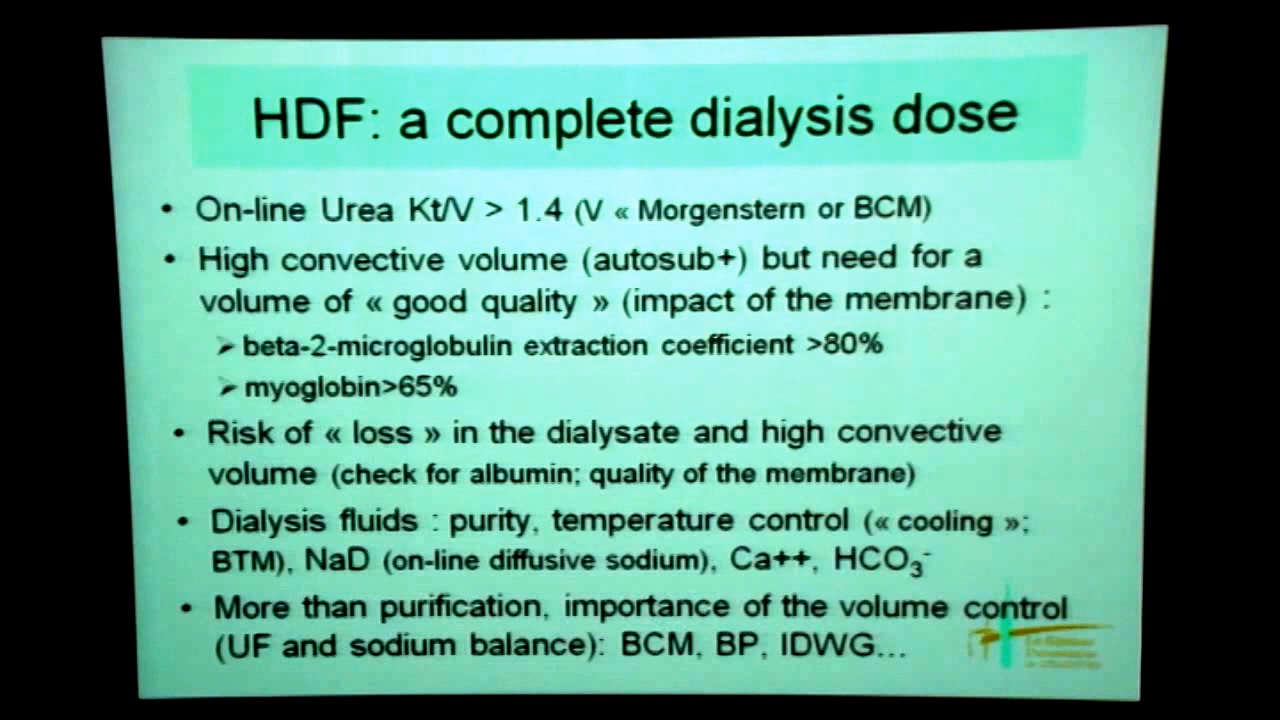 HDF: a complete dialysis dose
• On-line Urea Kt/V > 1.4 (V « Morgenstern or BCM)
• High convective volume (autosub+) but need for a
volume of « good quality » (impact of the membrane) :
➢ beta-2-microglobulin extraction coefficient >80%
➢ myoglobin>65%
• Risk of « loss » in the dialysate and high convective
volume (check for albumin; quality of the membrane)
• Dialysis fluids : purity, temperature control (« cooling »;
BTM), NaD (on-line diffusive sodium), Ca++, HCO₃⁻
• More than purification, importance of the volume control
(UF and sodium balance): BCM, BP, IDWG...